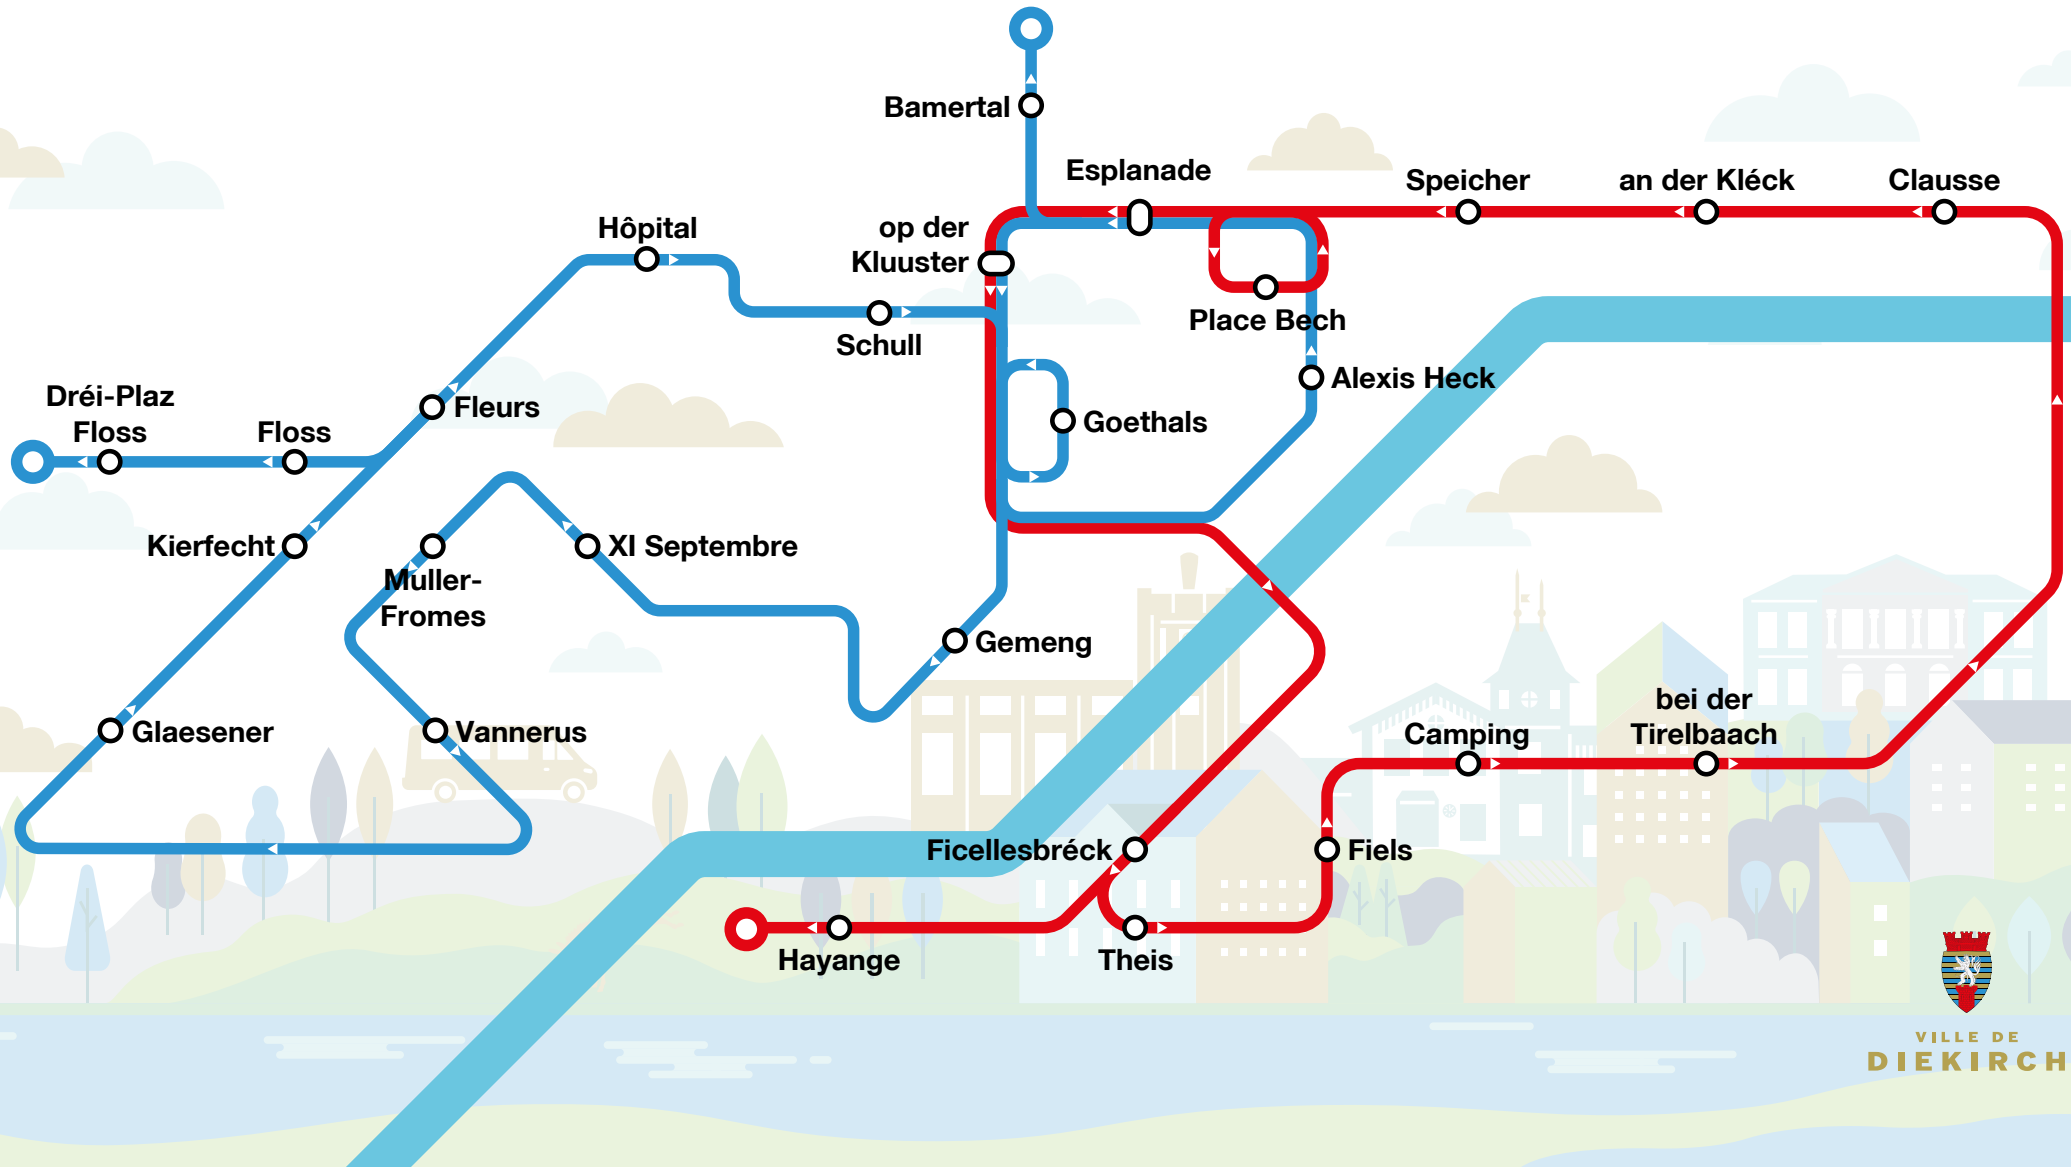 Bamertal
Esplanade
Speicher
an der Kléck
Clausse
Hôpital
op der
Kluuster
Place Bech
Schull
Alexis Heck
Dréi-Plaz
Floss
Floss
Fleurs
Goethals
Kierfecht
XI Septembre
Muller-
Fromes
Gemeng
Glaesener
Vannerus
bei der
Tirelbaach
Camping
Ficellesbréck
Fiels
Hayange
Theis
VILLE DE
DIEKIRCH